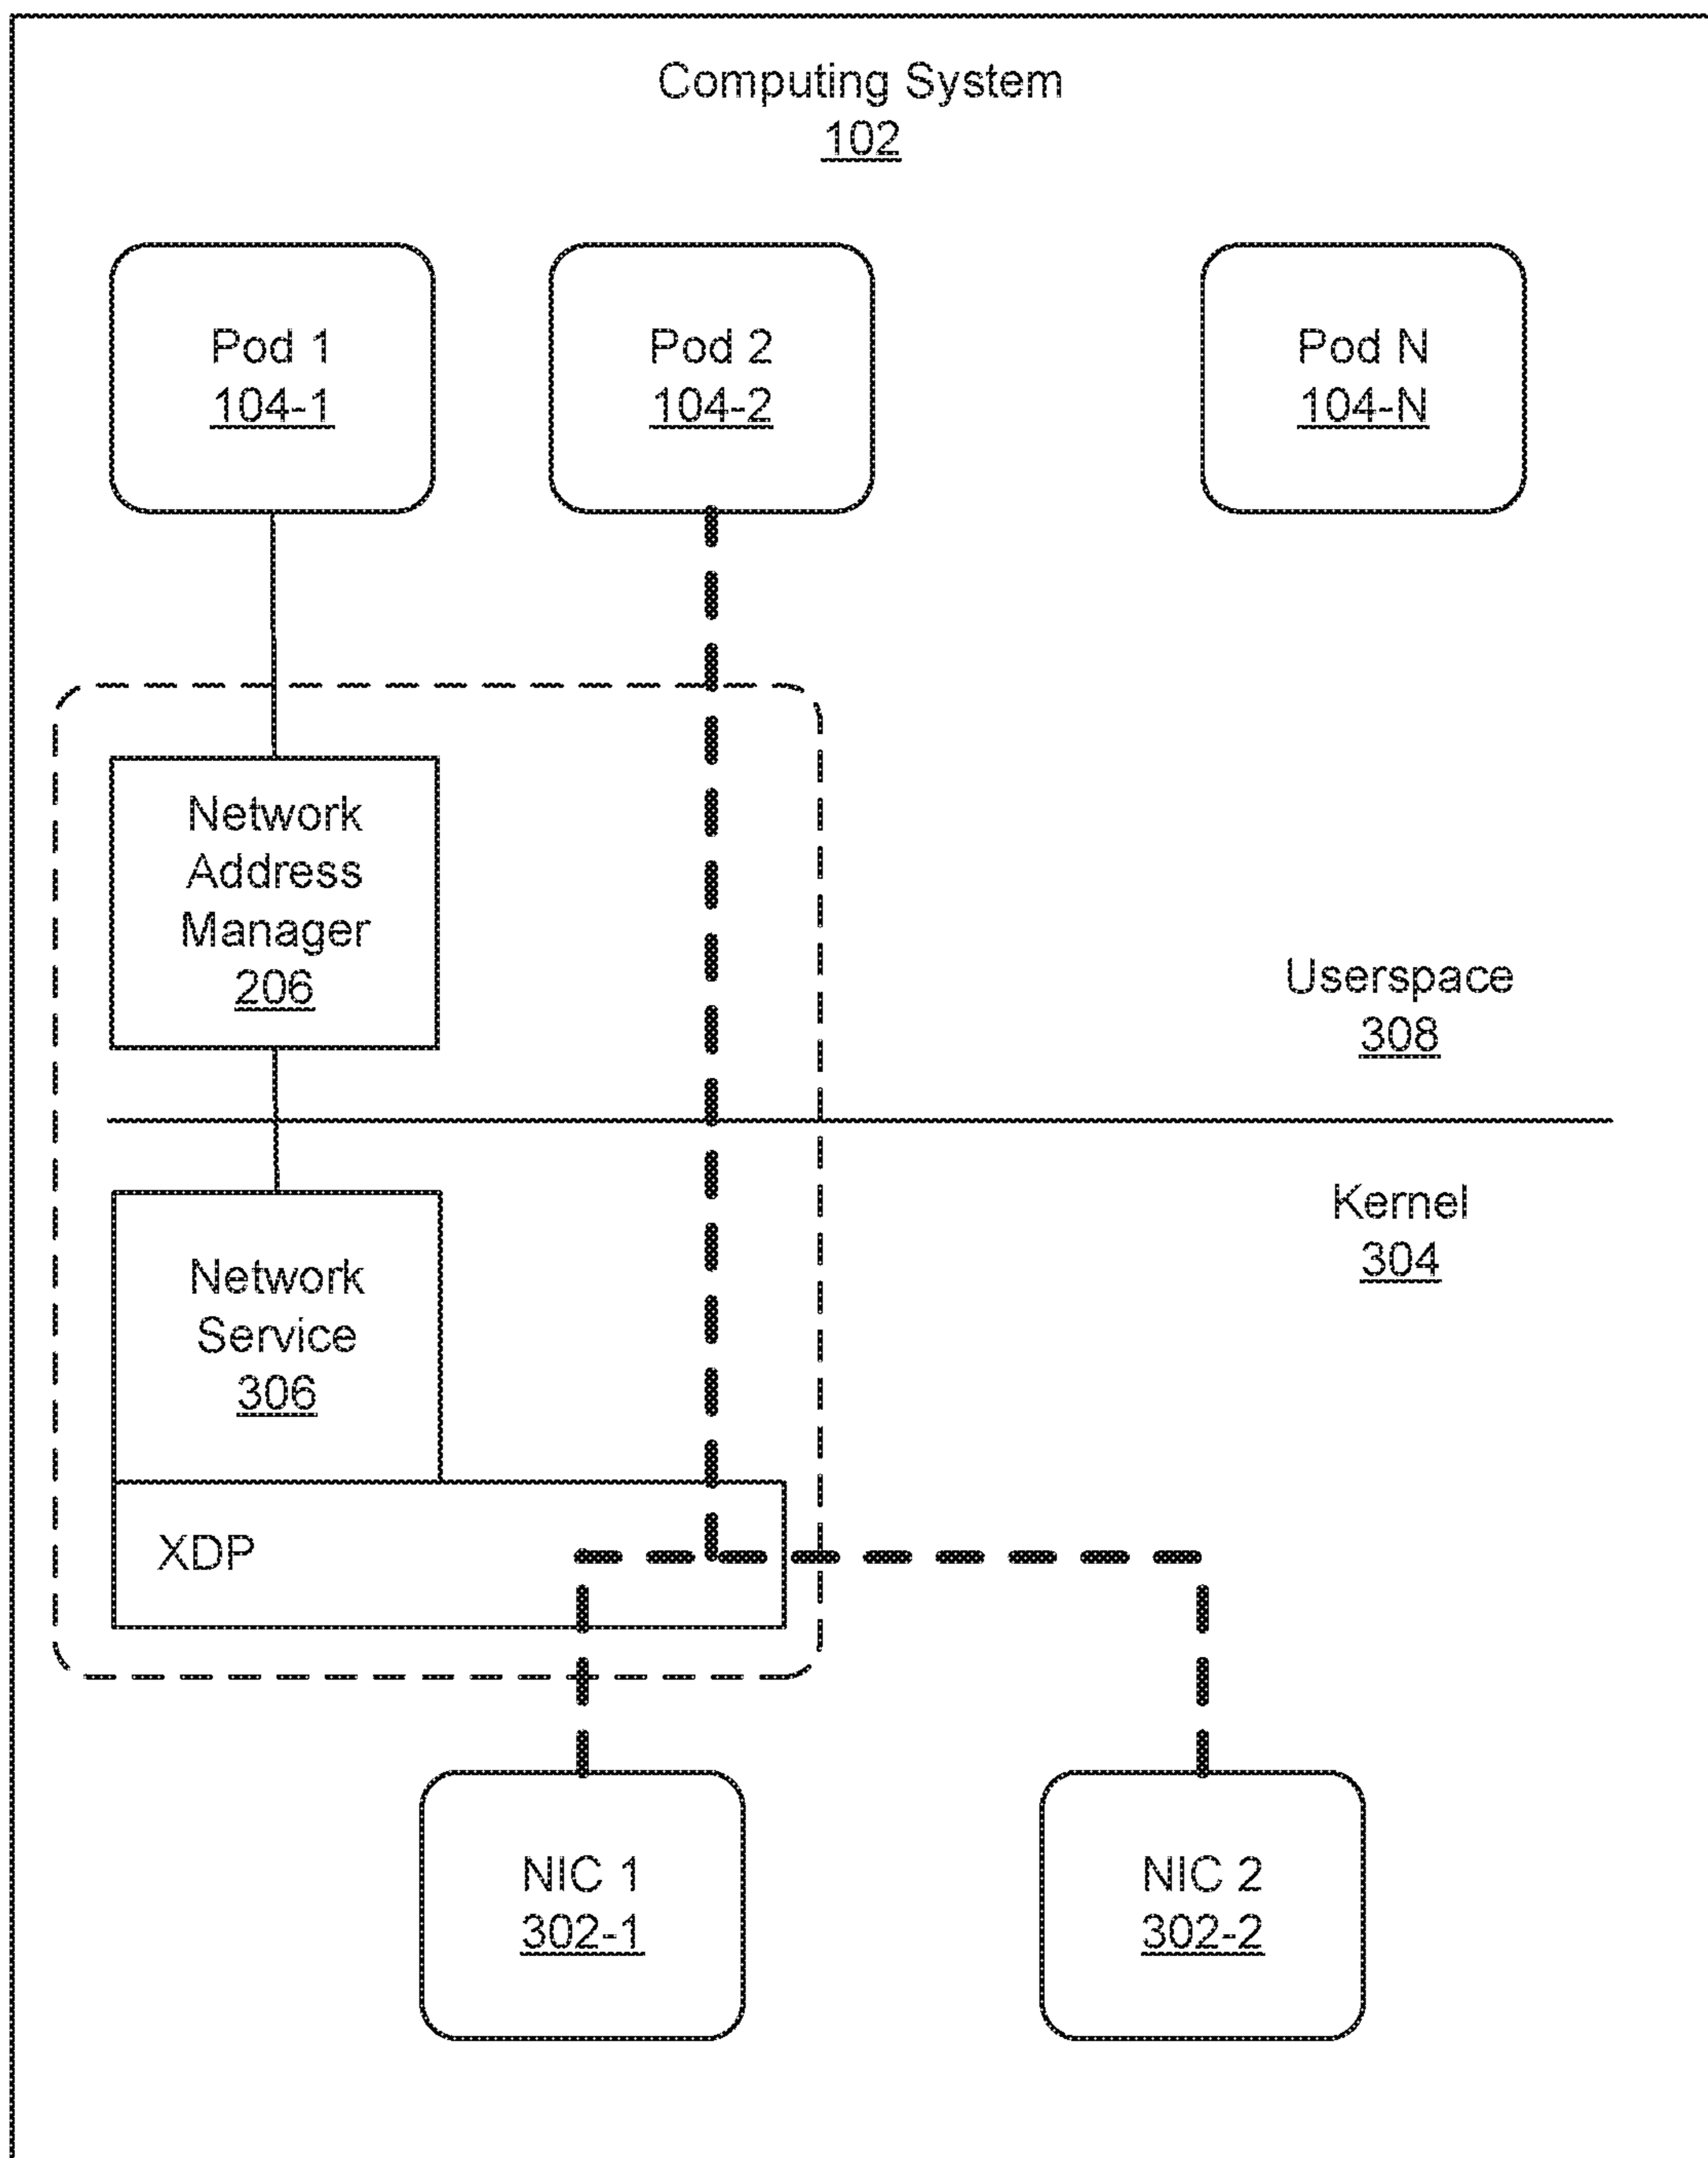 Computing System
102
Pod 1
104-1
Pod 2
104-2
Pod N
104-N
Network
Address
Manager
206
Userspace
308
Kernel
304
Network
Service
306
XDP
NIC 1
302-1
NIC 2
302-2